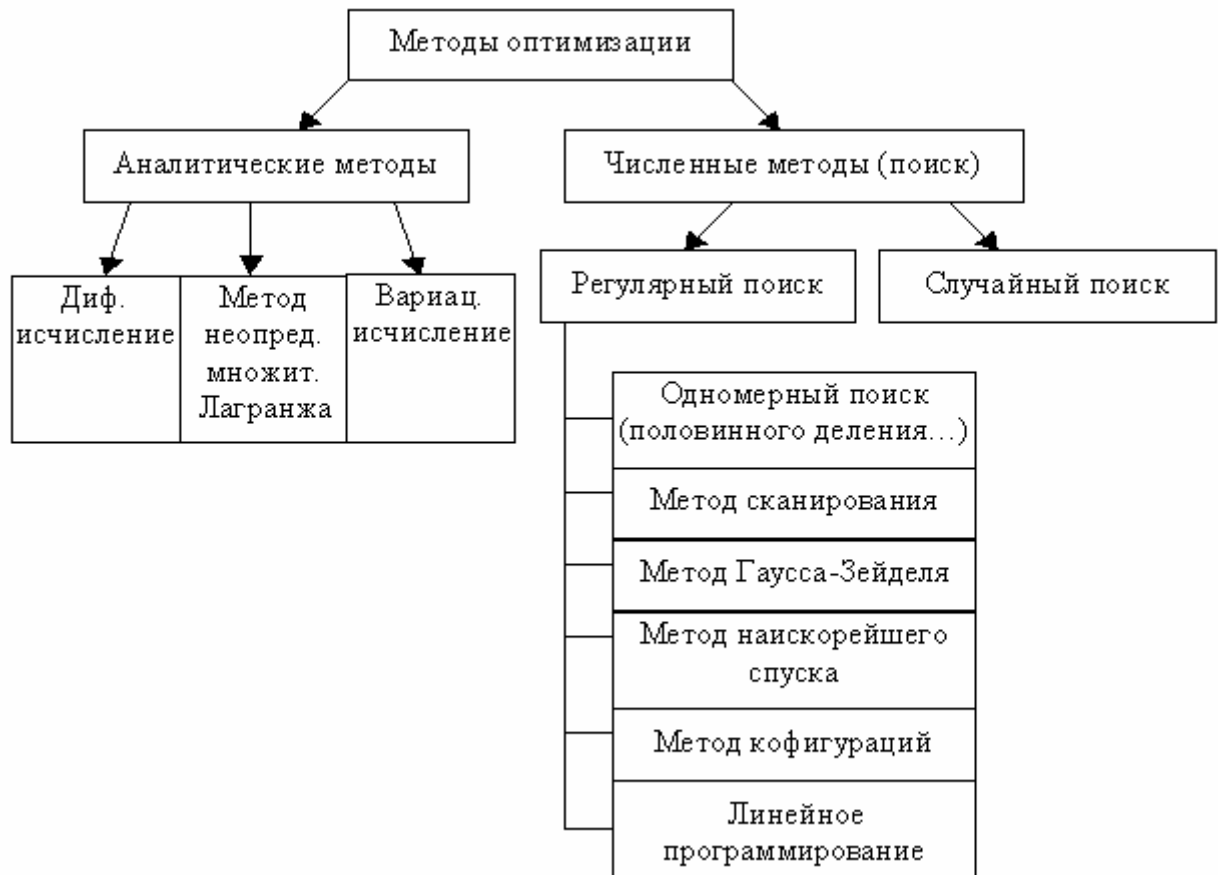 Методы оптимизации
Аналитические методы
Численные методы (поиск)
Диф.
исчисление
Метод
неопред.
множит.
Лагранжа
Вариац.
исчисление
Регулярный поиск
Случайный поиск
Одномерный поиск
(половинного деления...)
Метод сканирования
Метод Гаусса-Зейделя
Метод наискорейшего
спуска
Метод кофигураций
Линейное
программирование